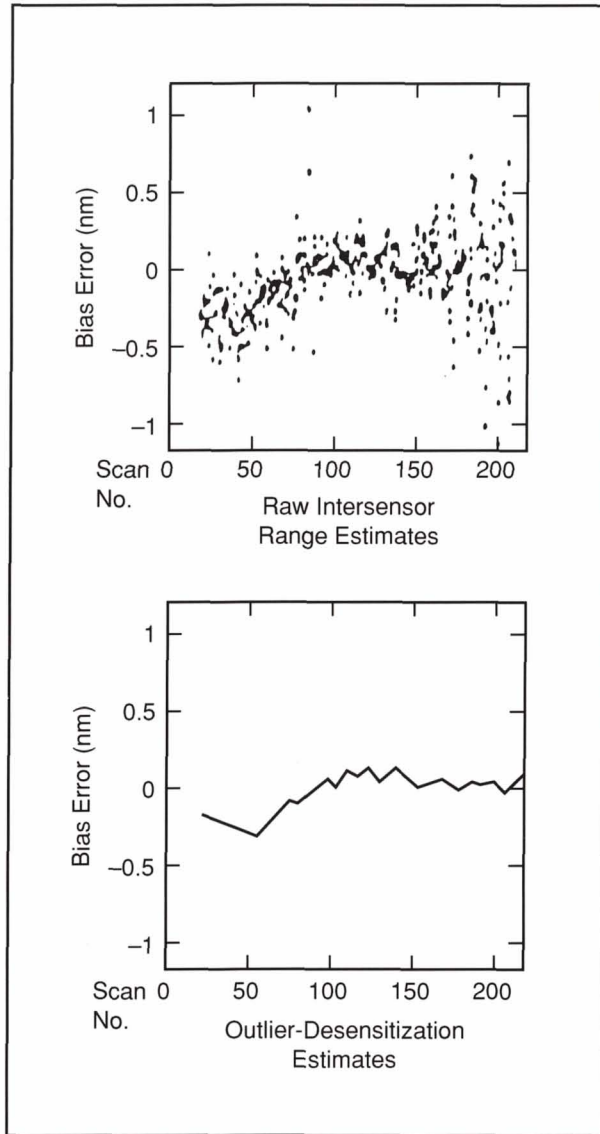 1
0.5
0
−0.5
−1
Bias Error (nm)
Scan 0 50 100 150 200
No.
Raw Intersensor
Range Estimates
1
0.5
0
−0.5
−1
Bias Error (nm)
Scan 0 50 100 150 200
No.
Outlier-Desensitization
Estimates